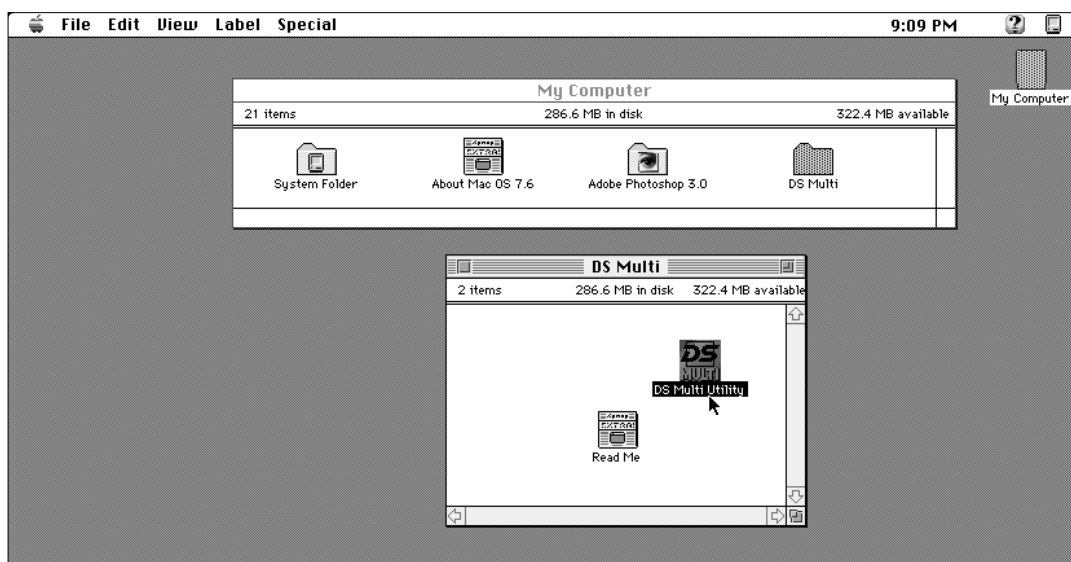 File Edit View Label Special 9:09 PM
My Computer
My Computer
21 items 286.6 MB in disk 322.4 MB available
System Folder About Mac OS 7.6 Adobe Photoshop 3.0 DS Multi
DS Multi
2 items 286.6 MB in disk 322.4 MB available
DS
MULTI
DS Multi Utility
EXTRA!
Read Me